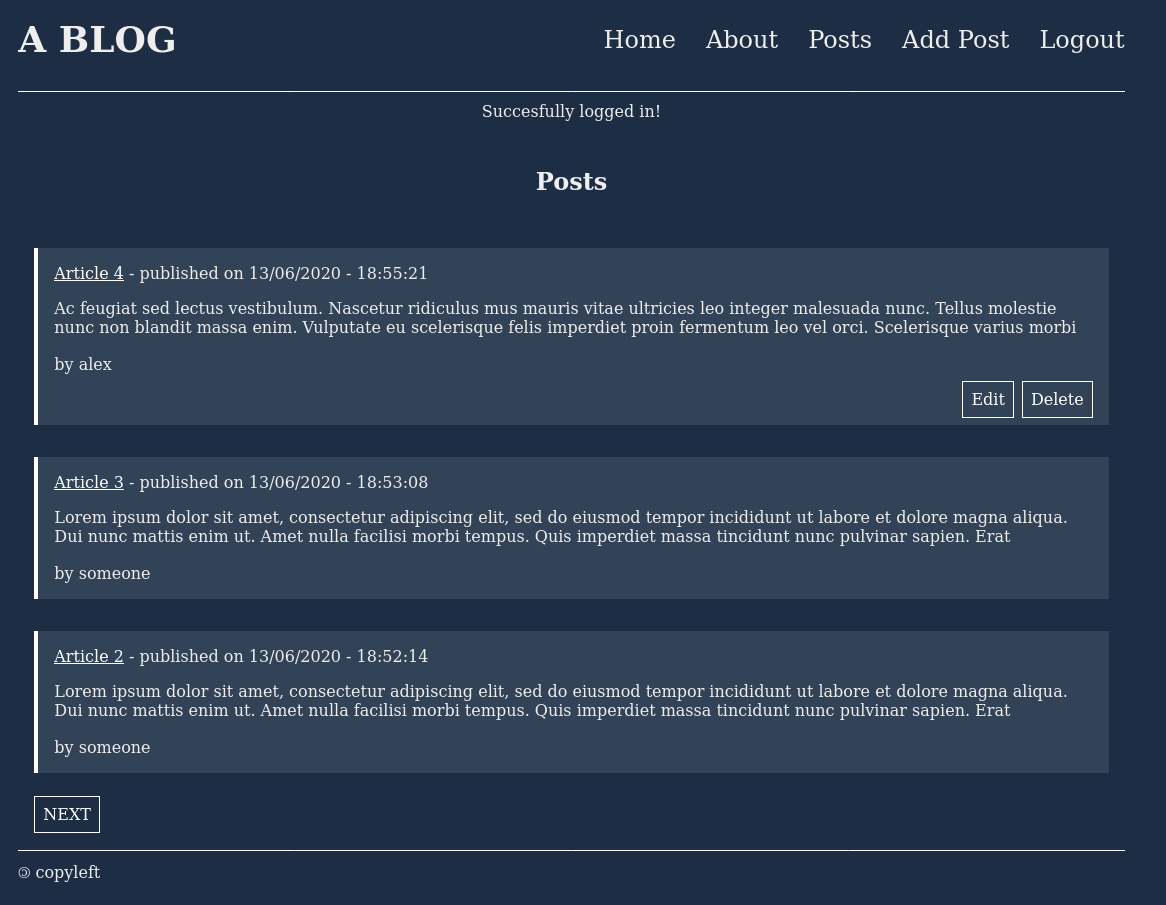 A BLOG
Home About Posts Add Post Logout
Succesfully logged in!
Posts
Article 4 - published on 13/06/2020 - 18:55:21
Ac feugiat sed lectus vestibulum. Nascetur ridiculus mus mauris vitae ultricies leo integer malesuada nunc. Tellus molestie
nunc non blandit massa enim. Vulputate eu scelerisque felis imperdiet proin fermentum leo vel orci. Scelerisque varius morbi
by alex
Edit Delete
Article 3 - published on 13/06/2020 - 18:53:08
Lorem ipsum dolor sit amet, consectetur adipiscing elit, sed do eiusmod tempor incididunt ut labore et dolore magna aliqua.
Dui nunc mattis enim ut. Amet nulla facilisi morbi tempus. Quis imperdiet massa tincidunt nunc pulvinar sapien. Erat
by someone
Article 2 - published on 13/06/2020 - 18:52:14
Lorem ipsum dolor sit amet, consectetur adipiscing elit, sed do eiusmod tempor incididunt ut labore et dolore magna aliqua.
Dui nunc mattis enim ut. Amet nulla facilisi morbi tempus. Quis imperdiet massa tincidunt nunc pulvinar sapien. Erat
by someone
NEXT
🄯 copyleft